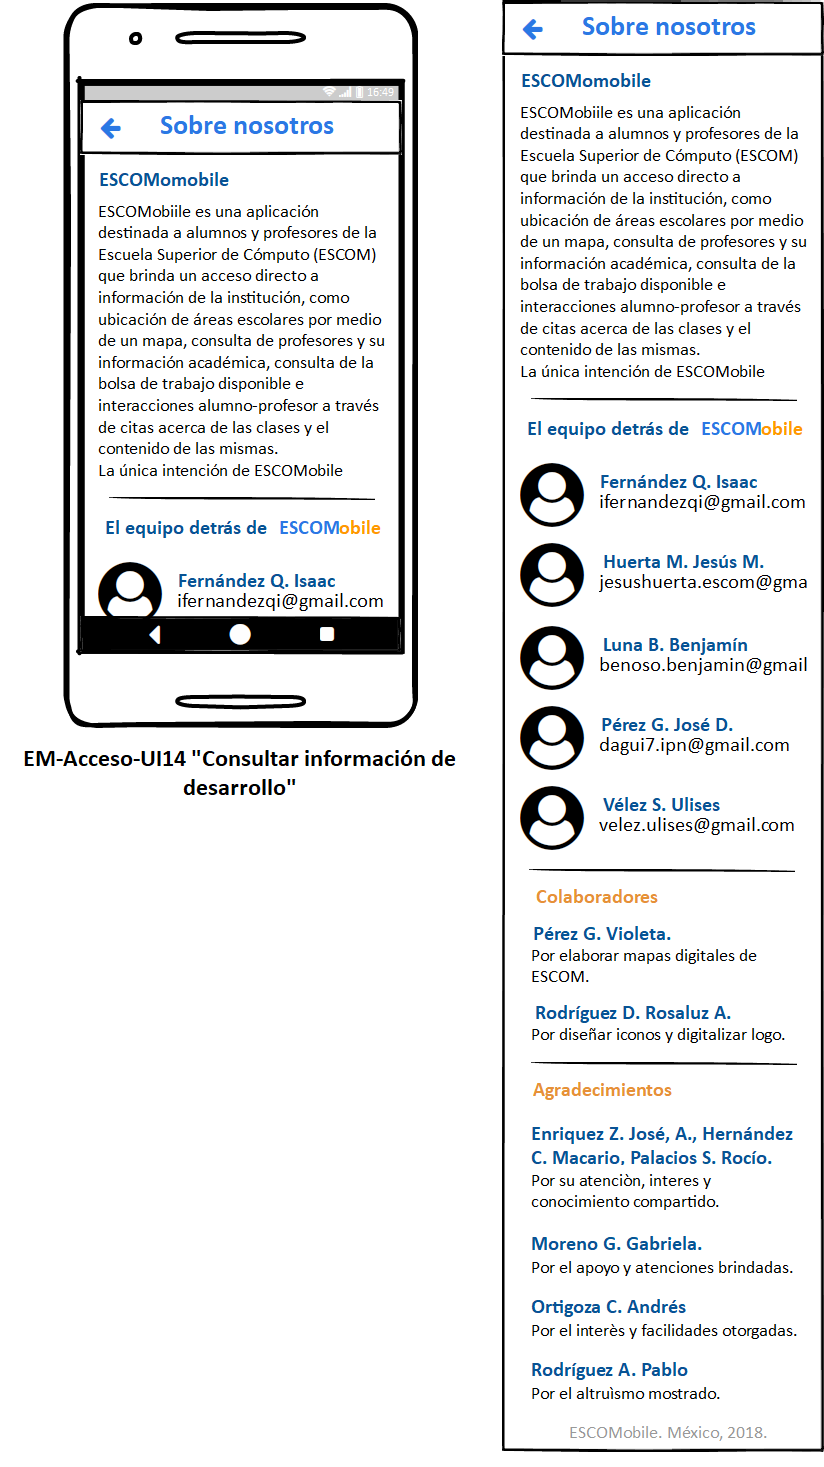 16:49
Sobre nosotros
ESCOMomobile
ESCOMobiile es una aplicación
destinada a alumnos y profesores de la
Escuela Superior de Cómputo (ESCOM)
que brinda un acceso directo a
información de la institución, como
ubicación de áreas escolares por medio
de un mapa, consulta de profesores y su
información académica, consulta de la
bolsa de trabajo disponible e
interacciones alumno-profesor a través
de citas acerca de las clases y el
contenido de las mismas.
La única intención de ESCOMobile
El equipo detrás de ESCOMobile
Fernández Q. Isaac
ifernandezqi@gmail.com
EM-Acceso-UI14 "Consultar información de
desarrollo"
Sobre nosotros
ESCOMomobile
ESCOMobiile es una aplicación
destinada a alumnos y profesores de la
Escuela Superior de Cómputo (ESCOM)
que brinda un acceso directo a
información de la institución, como
ubicación de áreas escolares por medio
de un mapa, consulta de profesores y su
información académica, consulta de la
bolsa de trabajo disponible e
interacciones alumno-profesor a través
de citas acerca de las clases y el
contenido de las mismas.
La única intención de ESCOMobile
El equipo detrás de ESCOMobile
Fernández Q. Isaac
ifernandezqi@gmail.com
Huerta M. Jesús M.
jesushuerta.escom@gma
Luna B. Benjamín
benoso.benjamin@gmail
Pérez G. José D.
dagui7.ipn@gmail.com
Vélez S. Ulises
velez.ulises@gmail.com
Colaboradores
Pérez G. Violeta.
Por elaborar mapas digitales de
ESCOM.
Rodríguez D. Rosaluz A.
Por diseñar iconos y digitalizar logo.
Agradecimientos
Enriquez Z. José, A., Hernández
C. Macario, Palacios S. Rocío.
Por su atenciòn, interes y
conocimiento compartido.
Moreno G. Gabriela.
Por el apoyo y atenciones brindadas.
Ortigoza C. Andrés
Por el interès y facilidades otorgadas.
Rodríguez A. Pablo
Por el altruìsmo mostrado.
ESCOMobile. México, 2018.